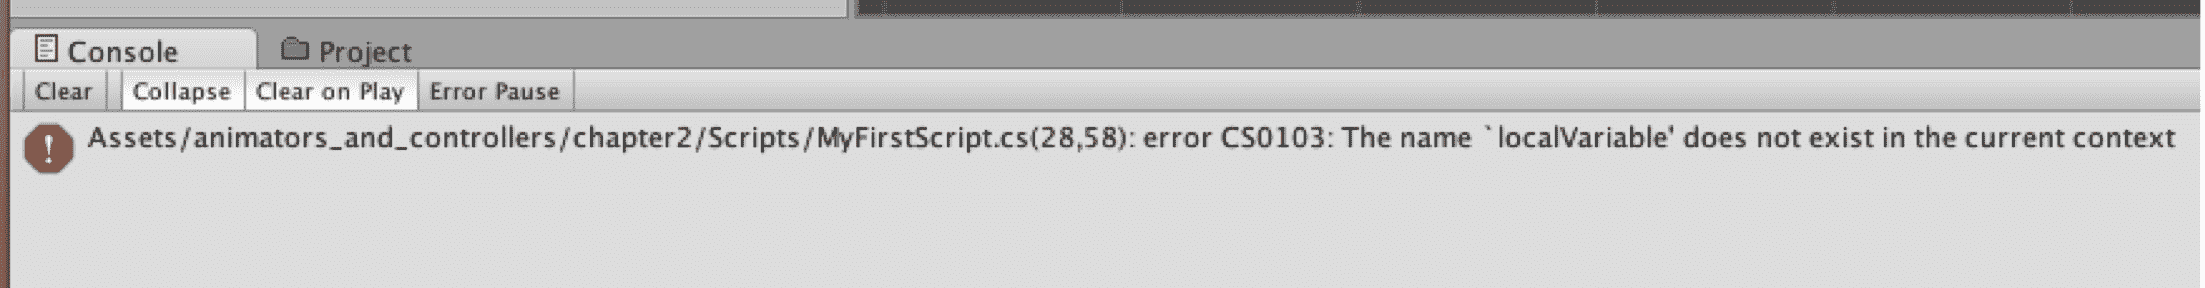 Console Project
Clear Collapse Clear on Play Error Pause
Assets/animators_and_controllers/chapter2/Scripts/MyFirstScript.cs(28,58): error CS0103: The name `localVariable' does not exist in the current context